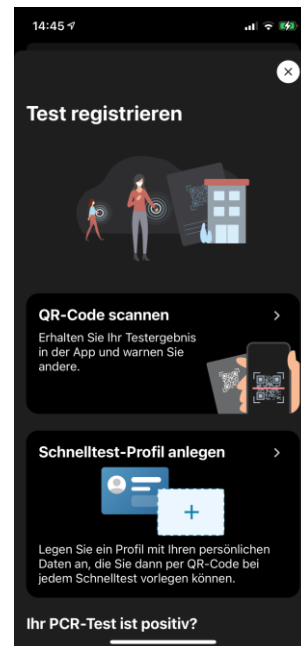 14:45
Test registrieren
QR-Code scannen
Erhalten Sie Ihr Testergebnis
in der App und warnen Sie
andere.
Schnelltest-Profil anlegen
Legen Sie ein Profil mit Ihren persönlichen
Daten an, die Sie dann per QR-Code bei
jedem Schnelltest vorlegen können.
Ihr PCR-Test ist positiv?